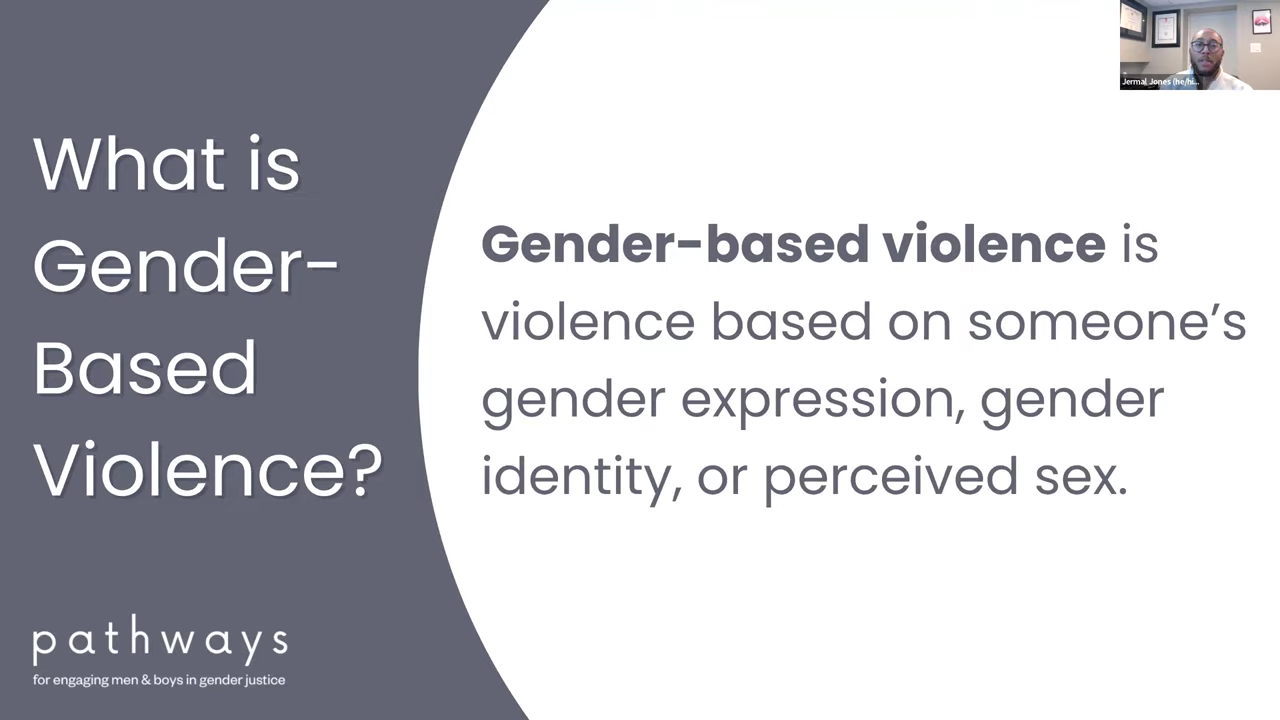 What is
Gender-
Based
Violence?
Gender-based violence is
violence based on someone’s
gender expression, gender
identity, or perceived sex.
pathways
for engaging men & boys in gender justice
Jermal Jones (he/hi...